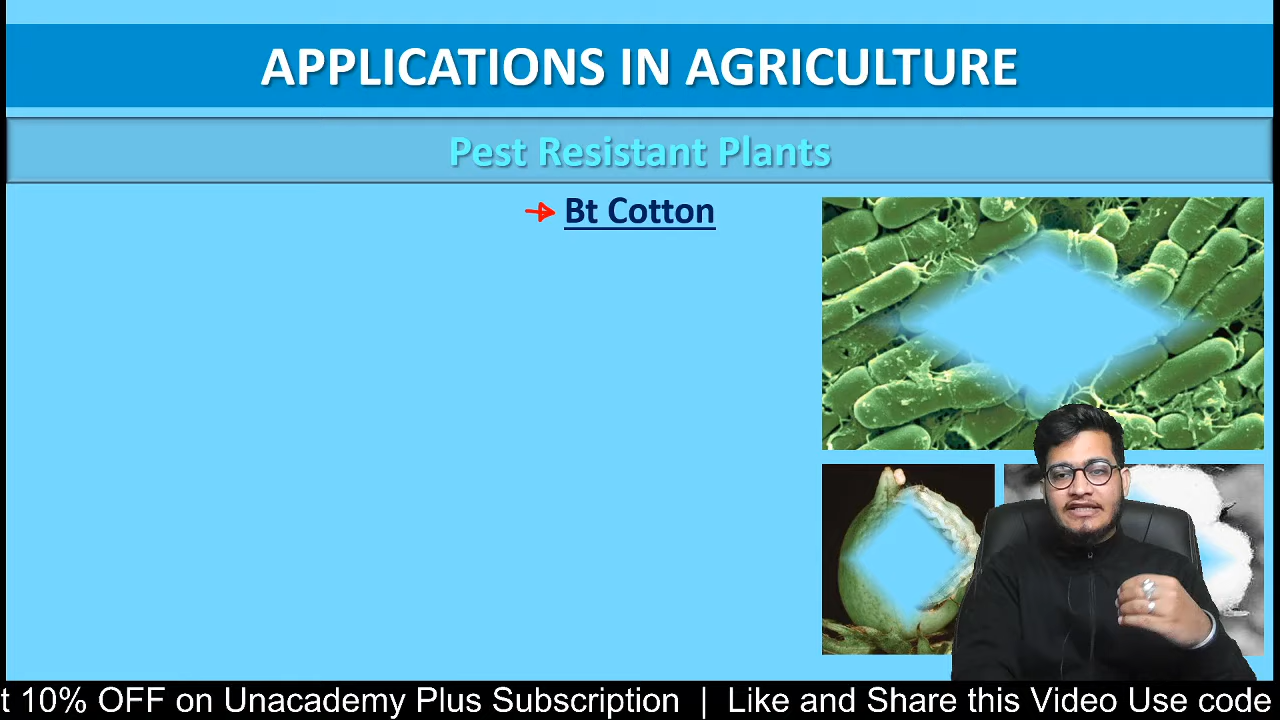 APPLICATIONS IN AGRICULTURE
Pest Resistant Plants
Bt Cotton
t 10% OFF on Unacademy Plus Subscription | Like and Share this Video Use code